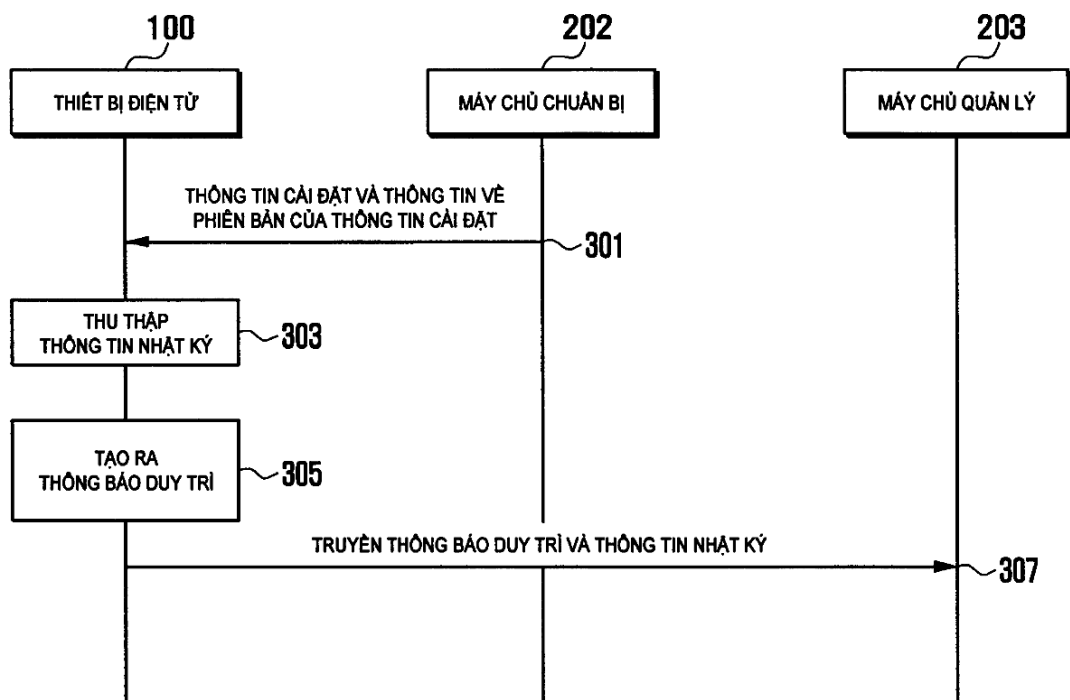 100
202
203
THIẾT BỊ ĐIỆN TỬ
MÁY CHỦ CHUẨN BỊ
MÁY CHỦ QUẢN LÝ
THÔNG TIN CÀI ĐẶT VÀ THÔNG TIN VỀ
PHIÊN BẢN CỦA THÔNG TIN CÀI ĐẶT
301
THU THẬP
THÔNG TIN NHẬT KÝ
303
TẠO RA
THÔNG BÁO DUY TRÌ
305
TRUYỀN THÔNG BÁO DUY TRÌ VÀ THÔNG TIN NHẬT KÝ
307